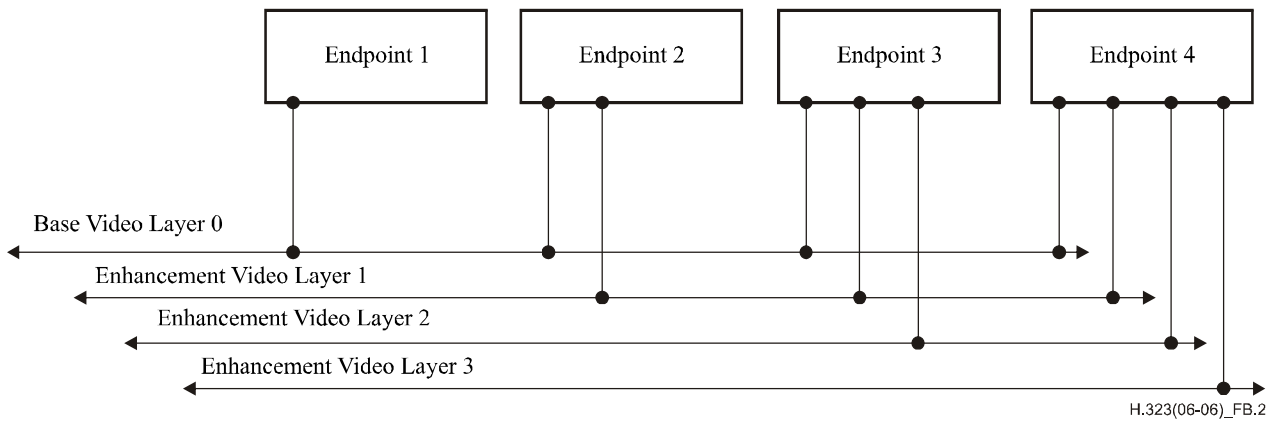 Endpoint 1
Endpoint 2
Endpoint 3
Endpoint 4
Base Video Layer 0
Enhancement Video Layer 1
Enhancement Video Layer 2
Enhancement Video Layer 3
H.323(06-06)_FB.2